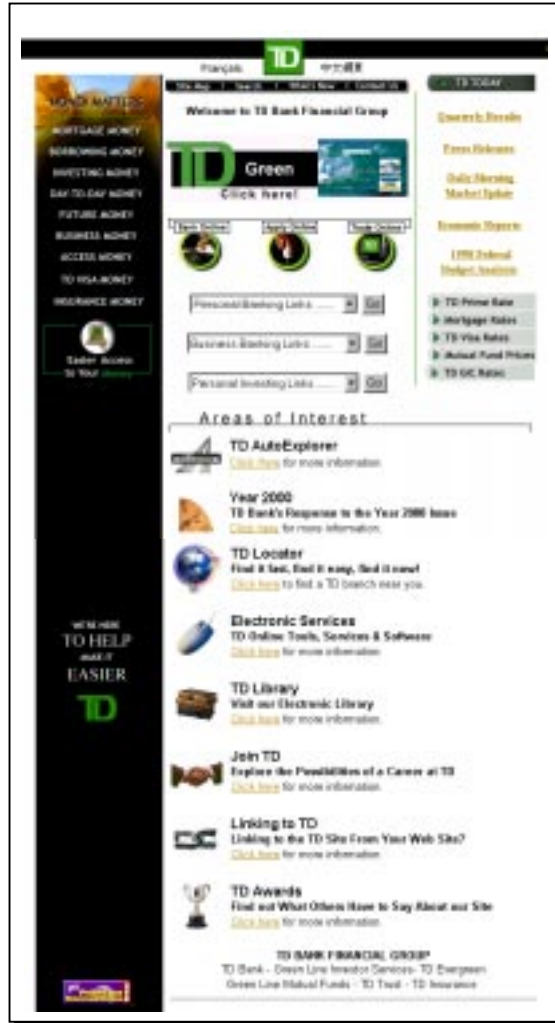 TD
Français 中文網頁
Site Map | Search | What's New | Contact Us
Welcome to TD Bank Financial Group
MONEY MATTERS
MORTGAGE MONEY
BORROWING MONEY
INVESTING MONEY
DAY-TO-DAY MONEY
FUTURE MONEY
BUSINESS MONEY
ACCESS MONEY
TD VISA MONEY
INSURANCE MONEY
Easier Access
to Your
WE'RE HERE
TO HELP
MAKE IT
EASIER
TD
TD Green
Click here!
Bank Online Apply Online Trade Online
Personal Banking Links ...... Go
Business Banking Links ...... Go
Personal Investing Links ...... Go
TD TODAY
Quarterly Results
Press Releases
Daily Morning
Market Update
Economic Reports
1998 Federal
Budget Analysis
TD Prime Rate
Mortgage Rates
TD Visa Rates
Mutual Fund Prices
TD GIC Rates
Areas of Interest
TD AutoExplorer
Click here for more information.
Year 2000
TD Bank's Response to the Year 2000 Issue
Click here for more information.
TD Locator
Find it fast, find it easy, find it now!
Click here to find a TD branch near you.
Electronic Services
TD Online Tools, Services & Software
Click here for more information.
TD Library
Visit our Electronic Library
Click here for more information.
Join TD
Explore the Possibilities of a Career at TD
Click here for more information.
Linking to TD
Linking to the TD Site From Your Web Site?
Click here for more information.
TD Awards
Find out What Others Have to Say About our Site
Click here for more information.
TD BANK FINANCIAL GROUP
TD Bank - Green Line Investor Services - TD Evergreen
Green Line Mutual Funds - TD Trust - TD Insurance